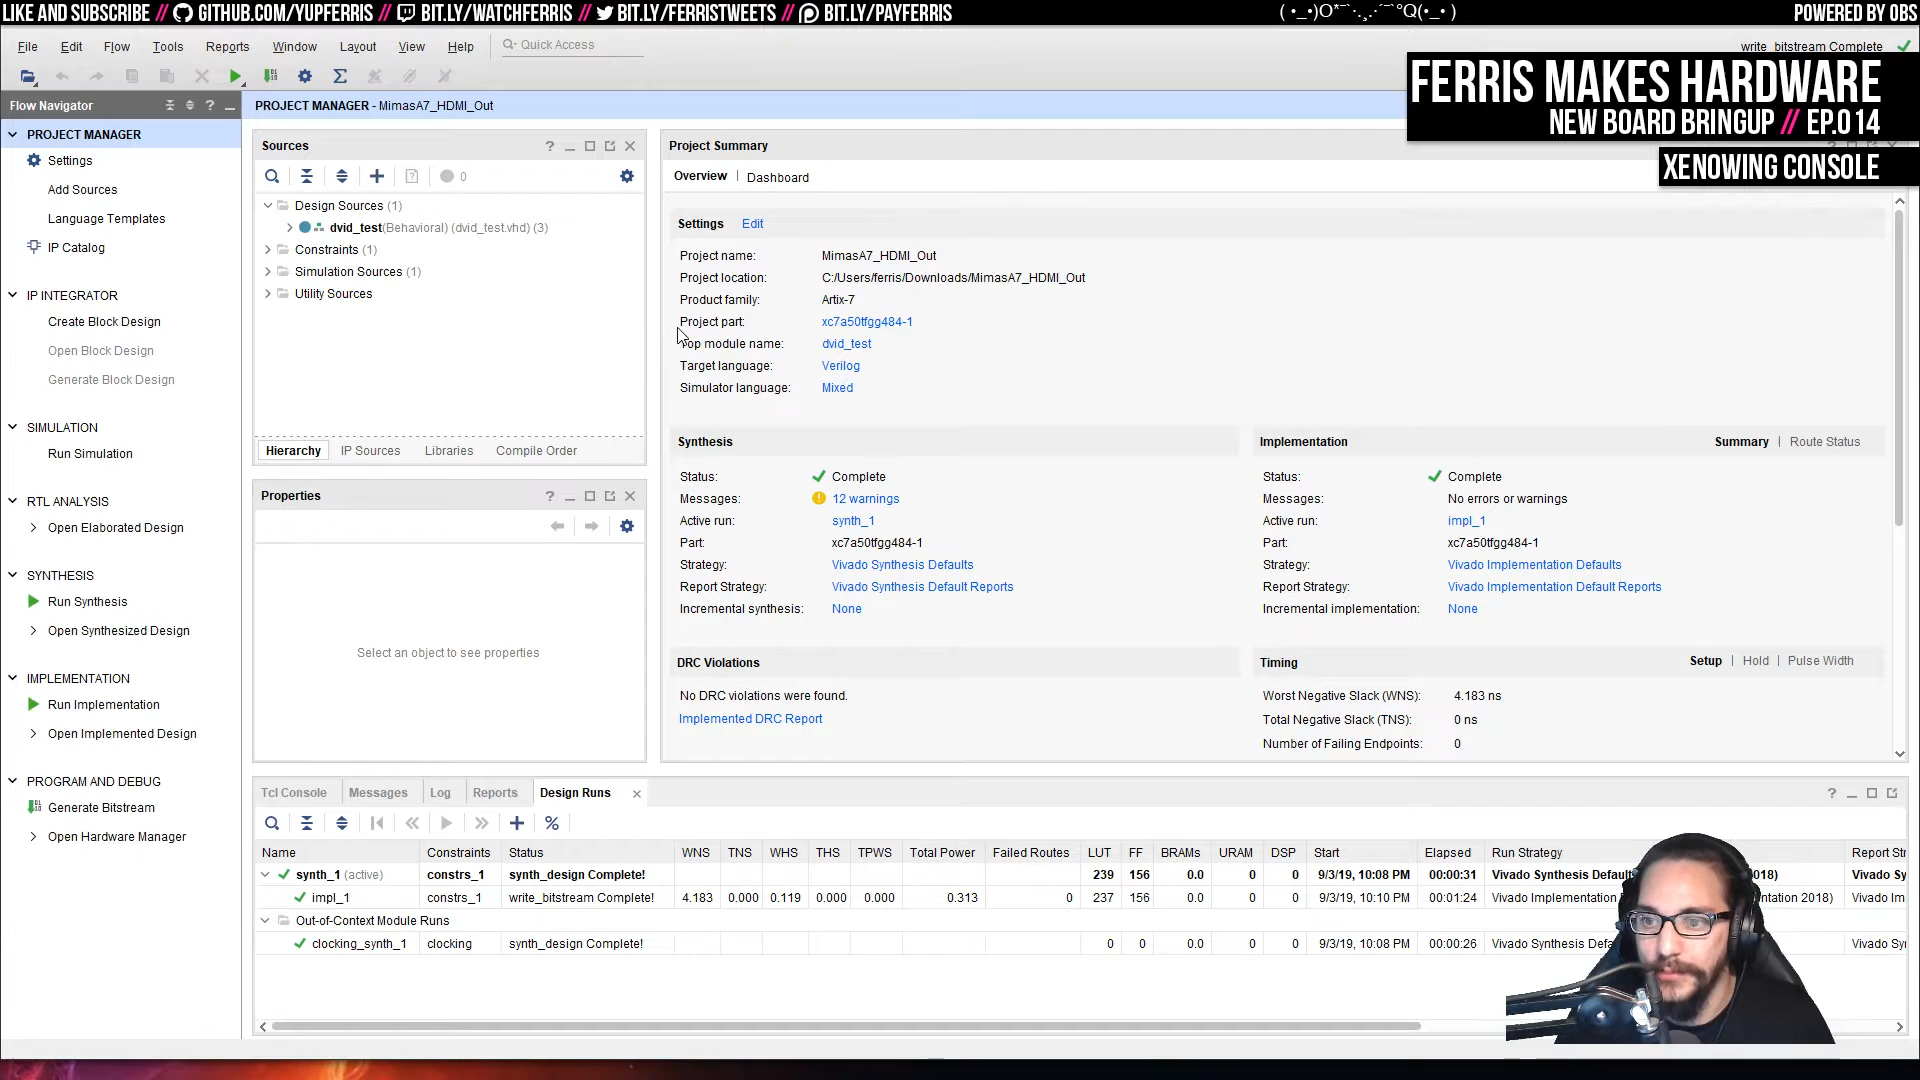 LIKE AND SUBSCRIBE // GITHUB.COM/YUPFERRIS // BIT.LY/WATCHFERRIS // BIT.LY/FERRISTWEETS // BIT.LY/PAYFERRIS
POWERED BY OBS
File Edit Flow Tools Reports Window Layout View Help Quick Access
write_bitstream Complete
FERRIS MAKES HARDWARE
NEW BOARD BRINGUP // EP.014
XENOWING CONSOLE
Flow Navigator
PROJECT MANAGER
Settings
Add Sources
Language Templates
IP Catalog
IP INTEGRATOR
Create Block Design
Open Block Design
Generate Block Design
SIMULATION
Run Simulation
RTL ANALYSIS
Open Elaborated Design
SYNTHESIS
Run Synthesis
Open Synthesized Design
IMPLEMENTATION
Run Implementation
Open Implemented Design
PROGRAM AND DEBUG
Generate Bitstream
Open Hardware Manager
PROJECT MANAGER - MimasA7_HDMI_Out
Sources
0
Design Sources (1)
dvid_test(Behavioral) (dvid_test.vhd) (3)
Constraints (1)
Simulation Sources (1)
Utility Sources
Hierarchy IP Sources Libraries Compile Order
Properties
Select an object to see properties
Project Summary
Overview | Dashboard
Settings Edit
Project name: MimasA7_HDMI_Out
Project location: C:/Users/ferris/Downloads/MimasA7_HDMI_Out
Product family: Artix-7
Project part: xc7a50tfgg484-1
Top module name: dvid_test
Target language: Verilog
Simulator language: Mixed
Synthesis
Status: Complete
Messages: 12 warnings
Active run: synth_1
Part: xc7a50tfgg484-1
Strategy: Vivado Synthesis Defaults
Report Strategy: Vivado Synthesis Default Reports
Incremental synthesis: None
Implementation Summary | Route Status
Status: Complete
Messages: No errors or warnings
Active run: impl_1
Part: xc7a50tfgg484-1
Strategy: Vivado Implementation Defaults
Report Strategy: Vivado Implementation Default Reports
Incremental implementation: None
DRC Violations
No DRC violations were found.
Implemented DRC Report
Timing Setup | Hold | Pulse Width
Worst Negative Slack (WNS): 4.183 ns
Total Negative Slack (TNS): 0 ns
Number of Failing Endpoints: 0
Tcl Console Messages Log Reports Design Runs
Name Constraints Status WNS TNS WHS THS TPWS Total Power Failed Routes LUT FF BRAMs URAM DSP Start Elapsed Run Strategy Report Str
synth_1 (active) constrs_1 synth_design Complete! 239 156 0.0 0 0 9/3/19, 10:08 PM 00:00:31 Vivado Synthesis Defaul 018) Vivado Sy
impl_1 constrs_1 write_bitstream Complete! 4.183 0.000 0.119 0.000 0.000 0.313 0 237 156 0.0 0 0 9/3/19, 10:10 PM 00:01:24 Vivado Implementation ntation 2018) Vivado Im
Out-of-Context Module Runs
clocking_synth_1 clocking synth_design Complete! 0 0 0.0 0 0 9/3/19, 10:08 PM 00:00:26 Vivado Synthesis Defa Vivado Sy